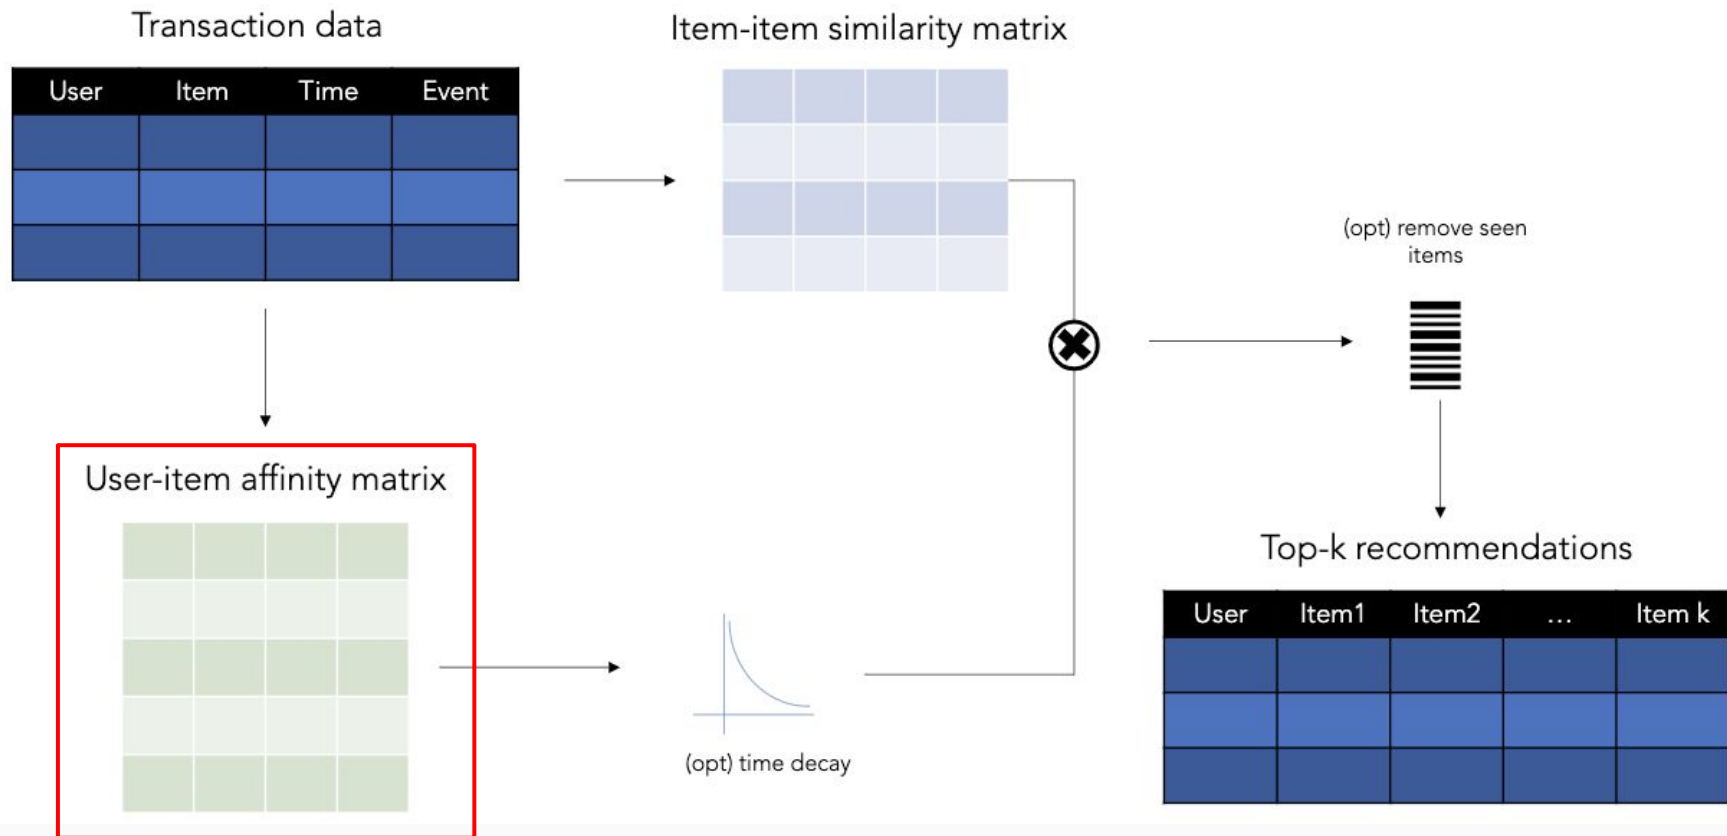 Transaction data
User Item Time Event
Item-item similarity matrix
(opt) remove seen
items
User-item affinity matrix
(opt) time decay
Top-k recommendations
User Item1 Item2 ... Item k